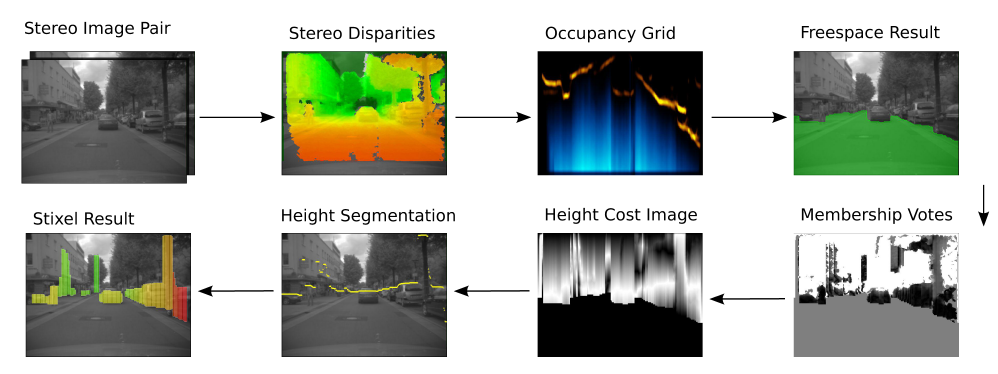 Stereo Image Pair
Stereo Disparities
Occupancy Grid
Freespace Result
Stixel Result
Height Segmentation
Height Cost Image
Membership Votes